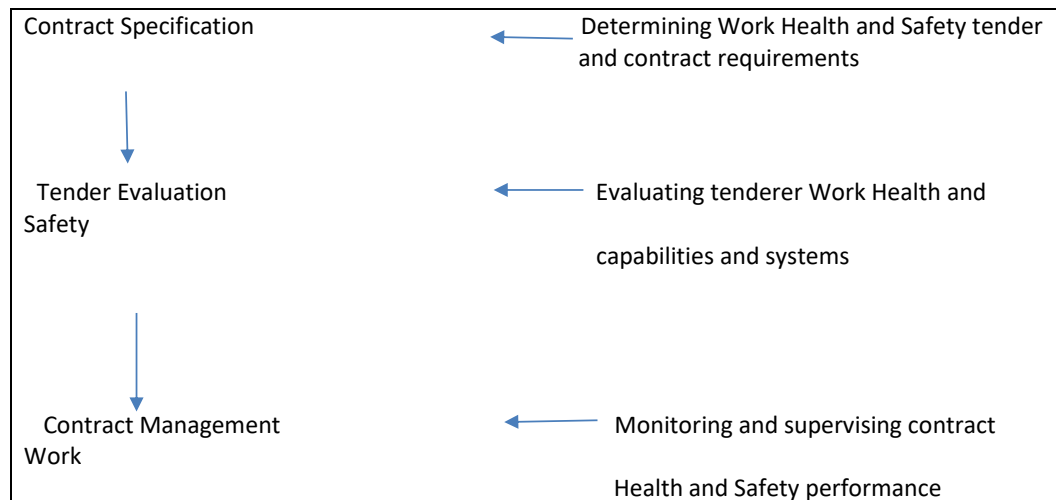 Contract Specification
Determining Work Health and Safety tender
and contract requirements
Tender Evaluation
Evaluating tenderer Work Health and
Safety
capabilities and systems
Contract Management
Monitoring and supervising contract
Work
Health and Safety performance